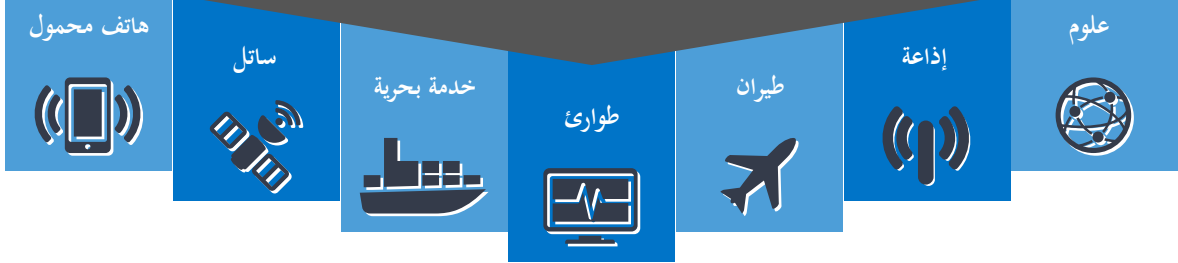 علوم
إذاعة
طيران
طوارئ
خدمة بحرية
ساتل
هاتف محمول